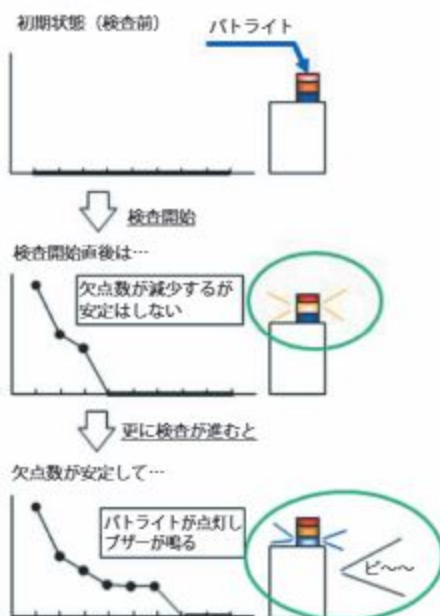 初期状態（検査前）
パトライト
検査開始
検査開始直後は…
欠点数が減少するが
安定はしない
更に検査が進むと
欠点数が安定して…
パトライトが点灯し
ブザーが鳴る
ピ～～